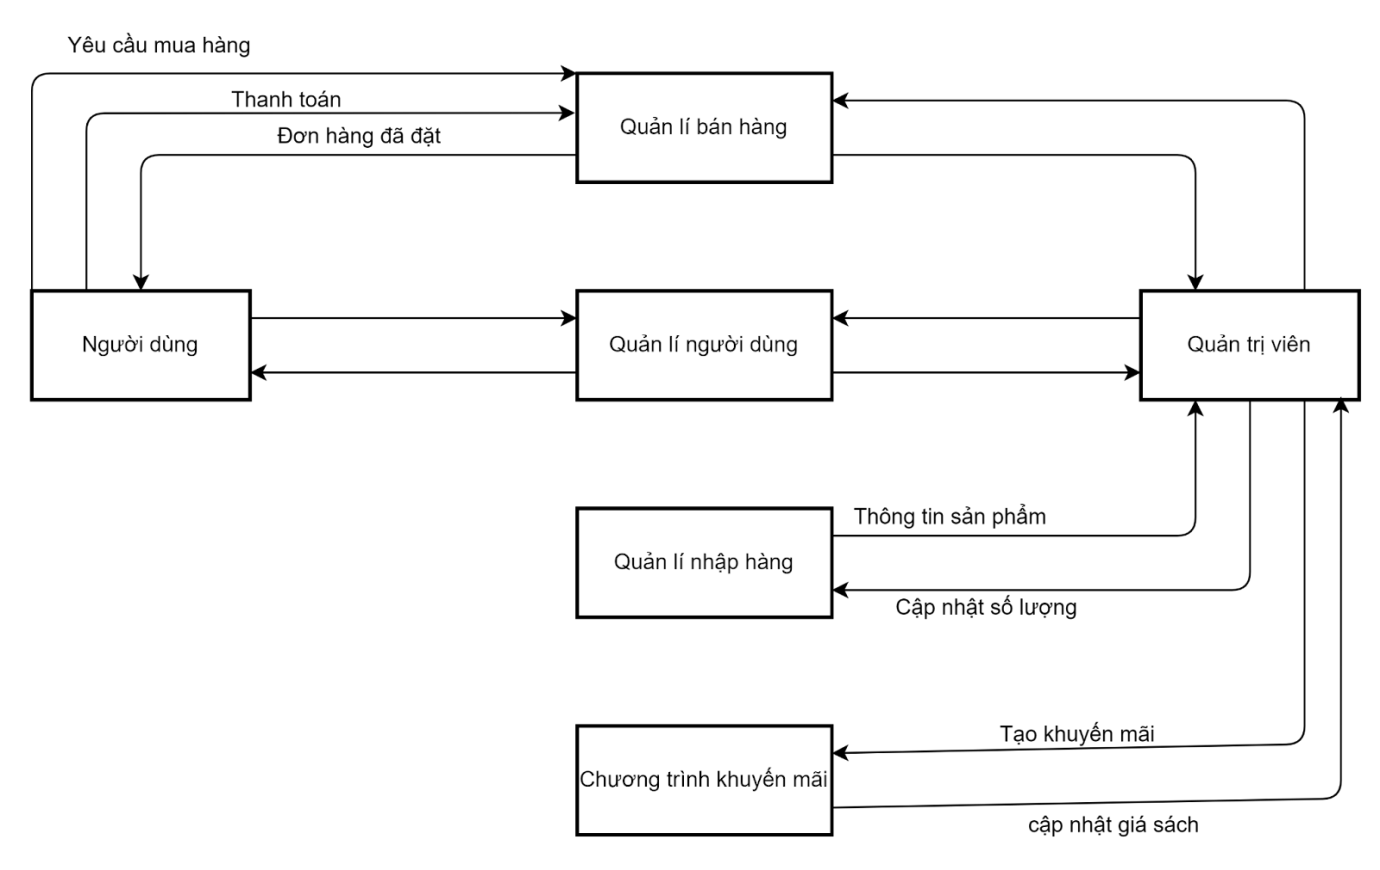 Yêu cầu mua hàng
Thanh toán
Đơn hàng đã đặt
Quản lí bán hàng
Người dùng
Quản lí người dùng
Quản trị viên
Thông tin sản phẩm
Quản lí nhập hàng
Cập nhật số lượng
Tạo khuyến mãi
Chương trình khuyến mãi
cập nhật giá sách